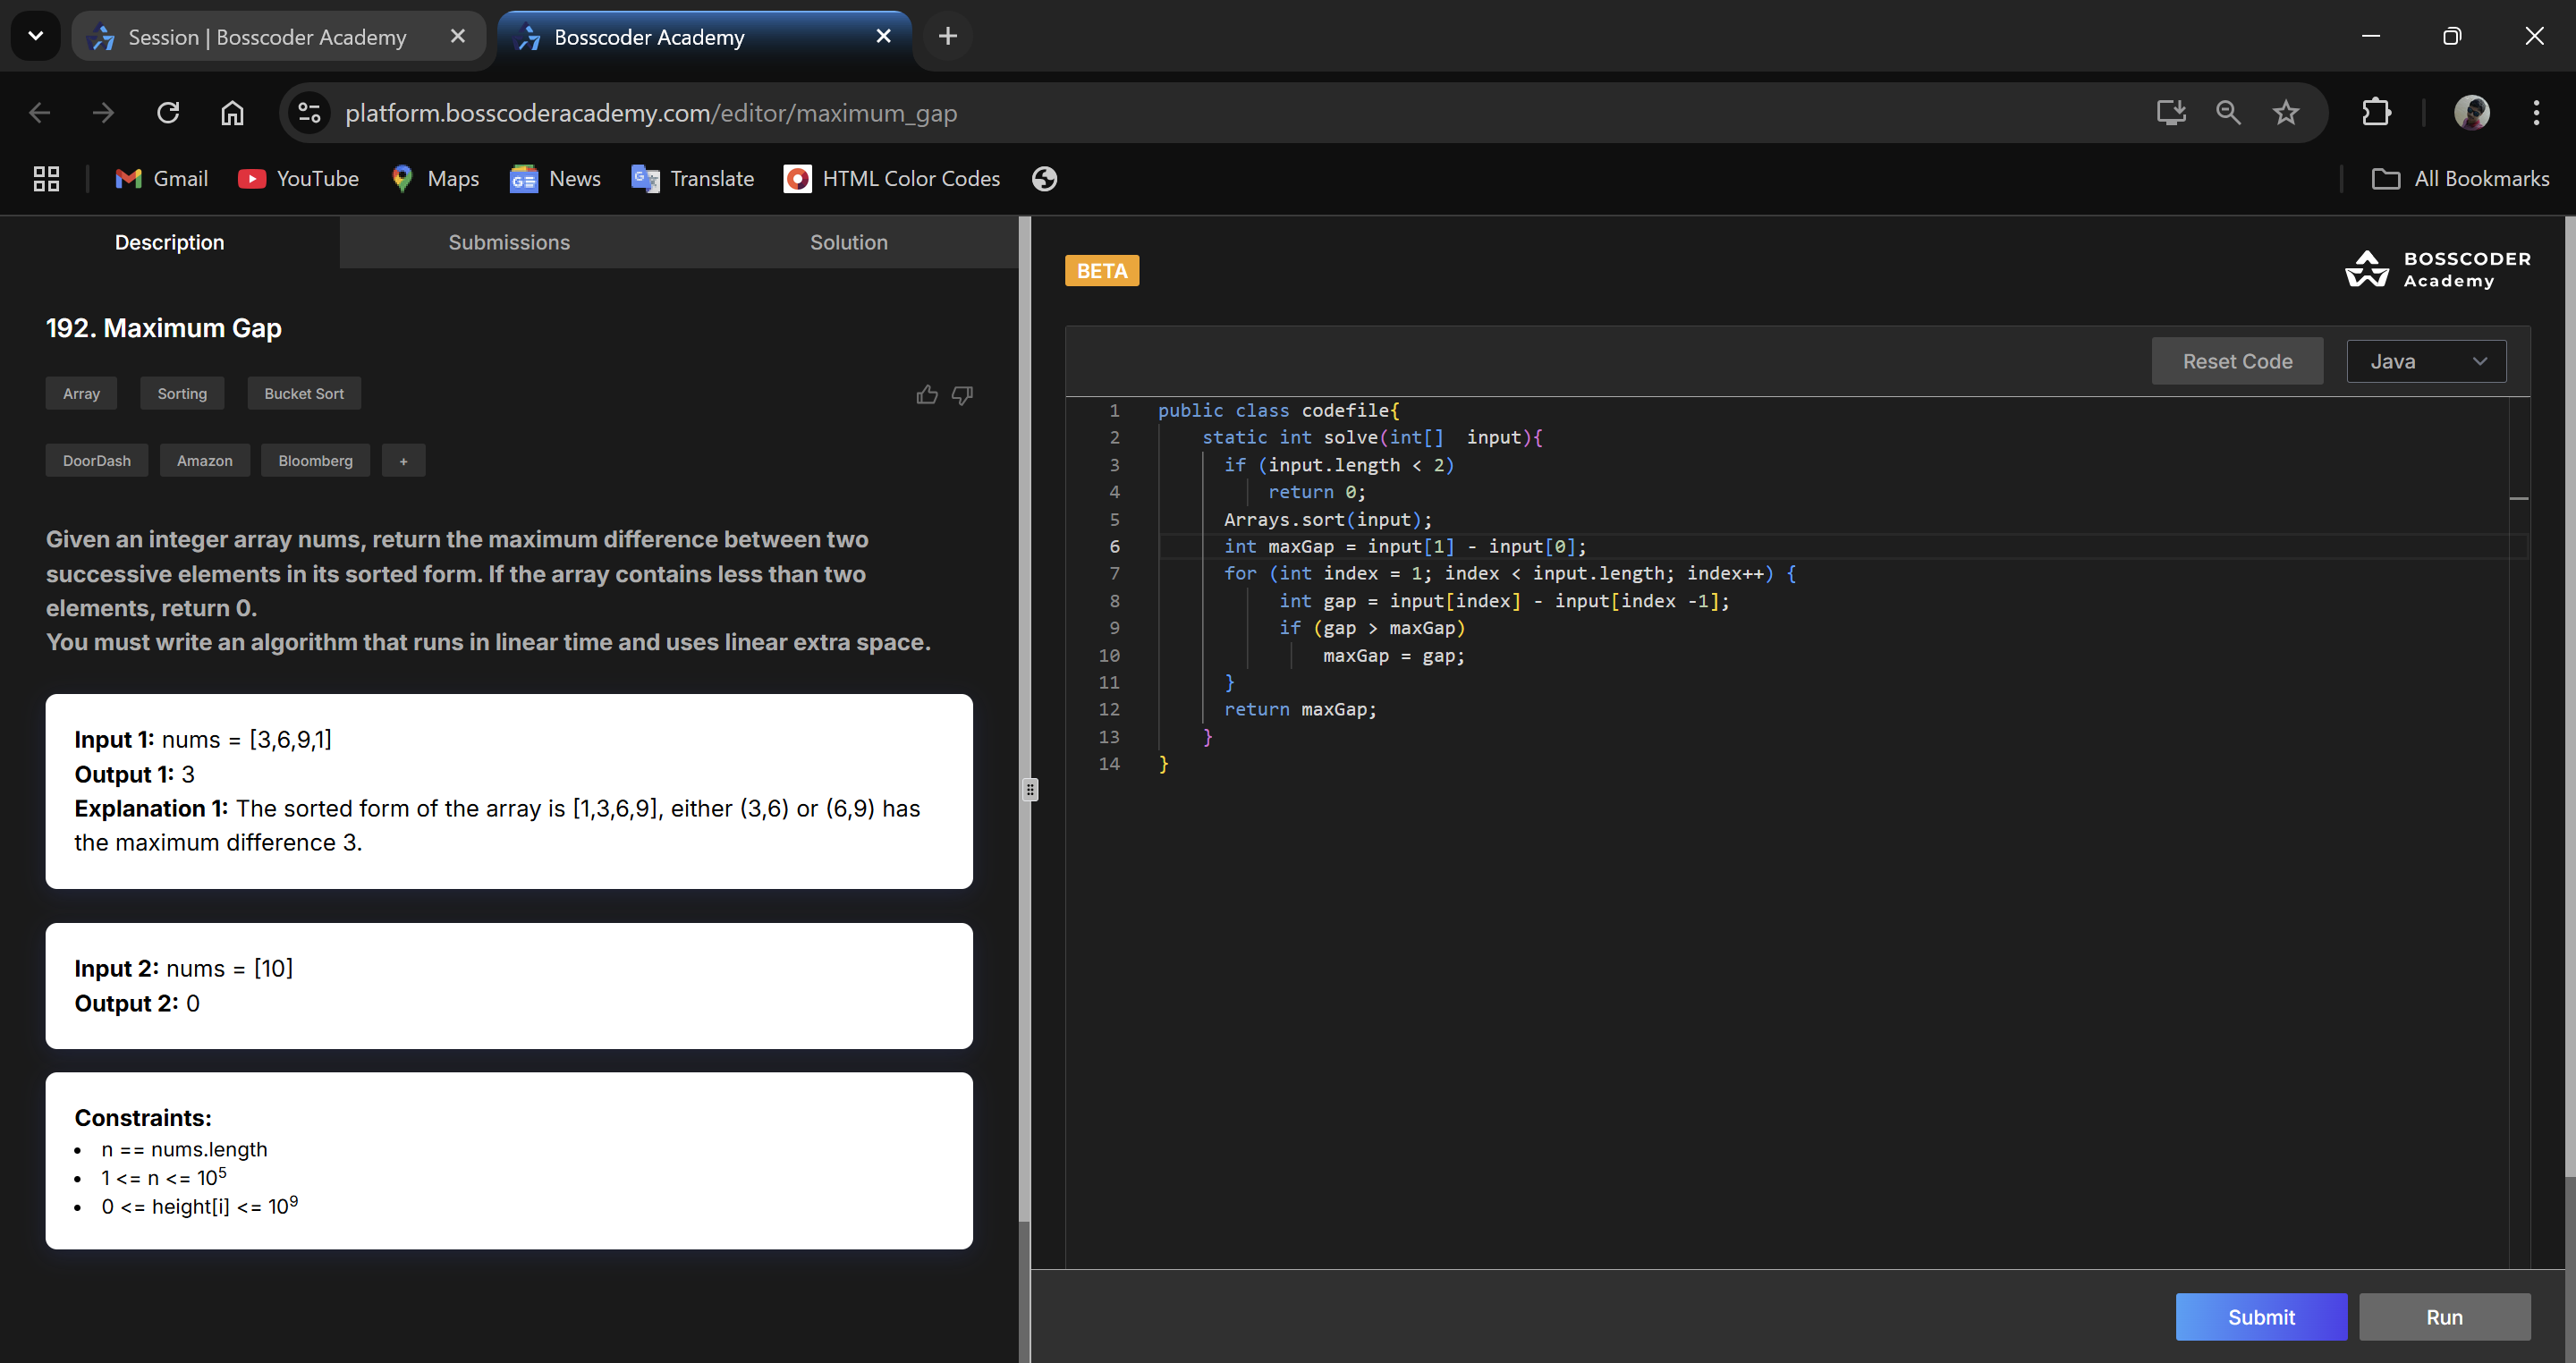 Session | Bosscoder Academy
Bosscoder Academy
platform.bosscoderacademy.com/editor/maximum_gap
Gmail
YouTube
Maps
News
Translate
HTML Color Codes
All Bookmarks
Description
Submissions
Solution
192. Maximum Gap
Array
Sorting
Bucket Sort
DoorDash
Amazon
Bloomberg
+
Given an integer array nums, return the maximum difference between two
successive elements in its sorted form. If the array contains less than two
elements, return 0.
You must write an algorithm that runs in linear time and uses linear extra space.
Input 1: nums = [3,6,9,1]
Output 1: 3
Explanation 1: The sorted form of the array is [1,3,6,9], either (3,6) or (6,9) has
the maximum difference 3.
Input 2: nums = [10]
Output 2: 0
Constraints:
• n == nums.length
• 1 <= n <= 10⁵
• 0 <= height[i] <= 10⁹
BETA
BOSSCODER
Academy
Reset Code
Java
1 public class codefile{
2 static int solve(int[]  input){
3 if (input.length < 2)
4 return 0;
5 Arrays.sort(input);
6 int maxGap = input[1] - input[0];
7 for (int index = 1; index < input.length; index++) {
8 int gap = input[index] - input[index -1];
9 if (gap > maxGap)
10 maxGap = gap;
11 }
12 return maxGap;
13 }
14 }
Submit
Run